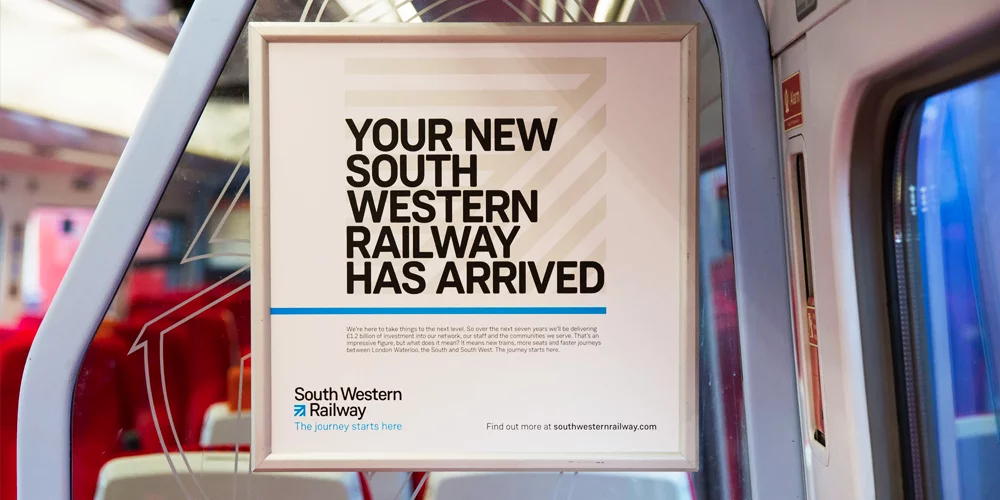 YOUR NEW
SOUTH
WESTERN
RAILWAY
HAS ARRIVED
We're here to take things to the next level. So over the next seven years we'll be delivering
£1.2 billion of investment into our network, our staff and the communities we serve. That's an
impressive figure, but what does it mean? It means new trains, more seats and faster journeys
between London Waterloo, the South and South West. The journey starts here.
South Western
Railway
The journey starts here
Find out more at southwesternrailway.com
Alarm